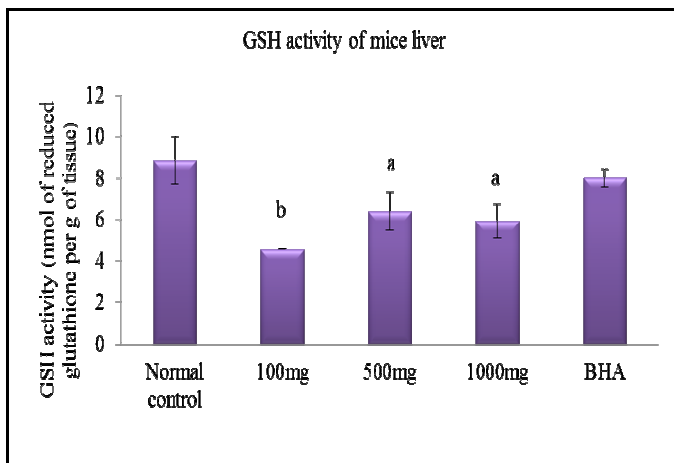 GSH activity of mice liver
GSH activity (nmol of reduced
glutathione per g of tissue)
12
10
8
6
4
2
0
b
a
a
Normal
control
100mg
500mg
1000mg
BHA